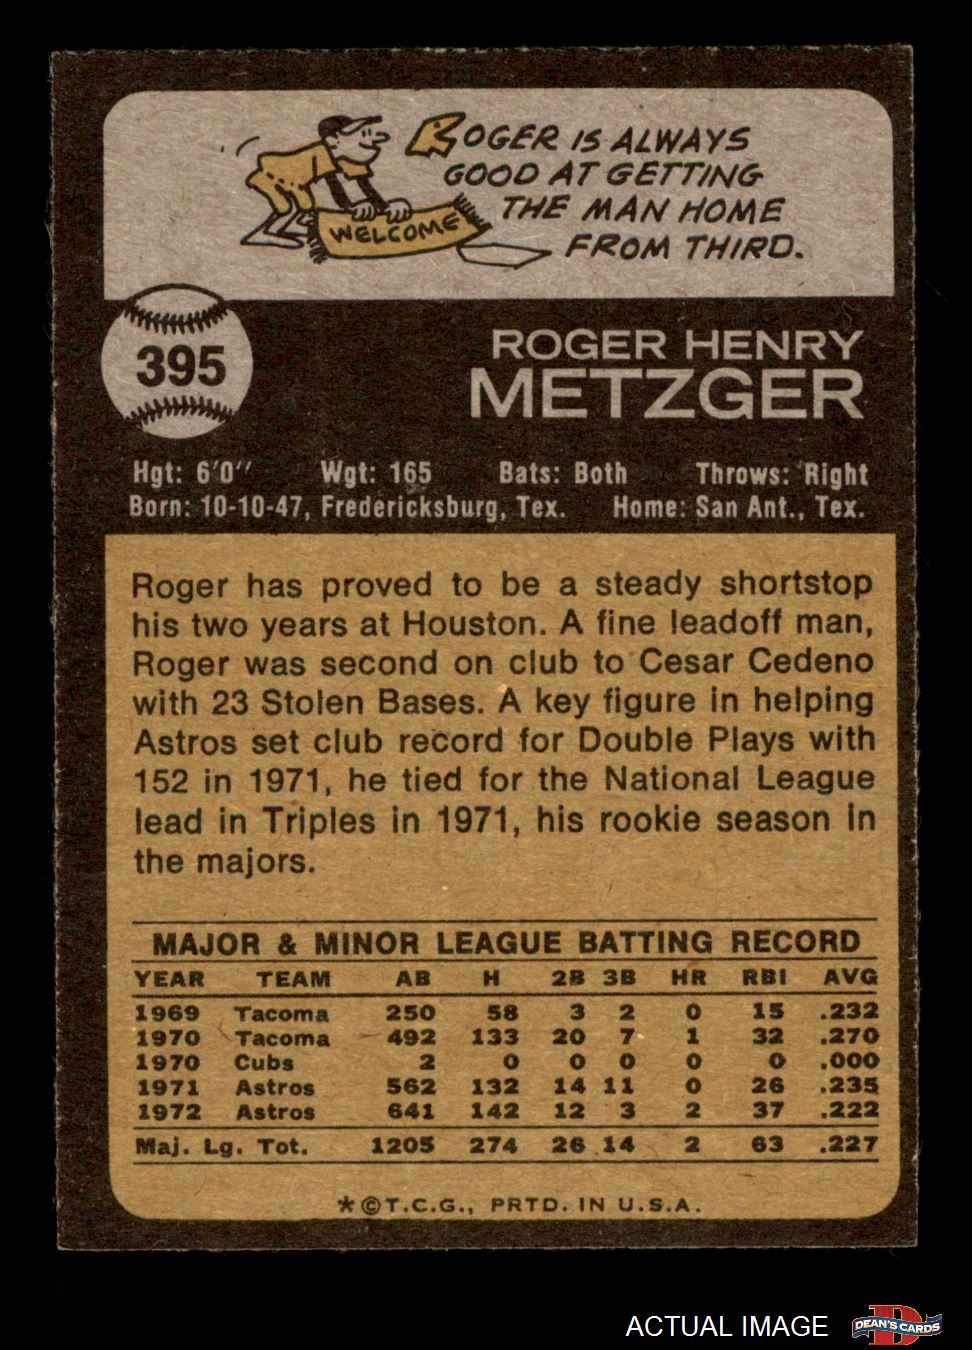 ROGER IS ALWAYS
GOOD AT GETTING
THE MAN HOME
FROM THIRD.
WELCOME
395
ROGER HENRY
METZGER
Hgt: 6'0" Wgt: 165 Bats: Both Throws: Right
Born: 10-10-47, Fredericksburg, Tex. Home: San Ant., Tex.
Roger has proved to be a steady shortstop
his two years at Houston. A fine leadoff man,
Roger was second on club to Cesar Cedeno
with 23 Stolen Bases. A key figure in helping
Astros set club record for Double Plays with
152 in 1971, he tied for the National League
lead in Triples in 1971, his rookie season in
the majors.
MAJOR & MINOR LEAGUE BATTING RECORD
YEAR TEAM AB H 2B 3B HR RBI AVG
1969 Tacoma 250 58 3 2 0 15 .232
1970 Tacoma 492 133 20 7 1 32 .270
1970 Cubs 2 0 0 0 0 0 .000
1971 Astros 562 132 14 11 0 26 .235
1972 Astros 641 142 12 3 2 37 .222
Maj. Lg. Tot. 1205 274 26 14 2 63 .227
*©T.C.G., PRTD. IN U.S.A.
ACTUAL IMAGE
D
DEAN'S CARDS